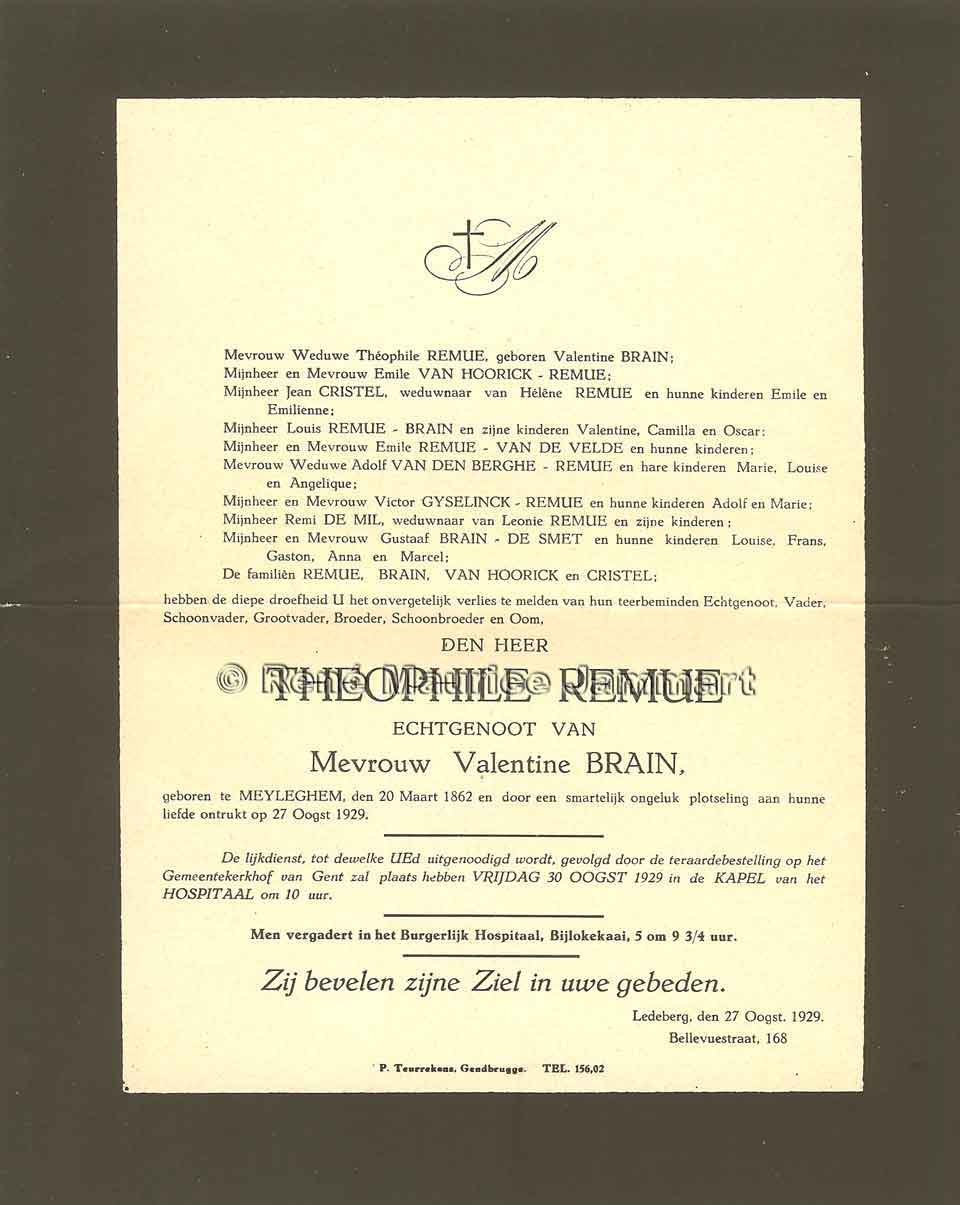 M
Mevrouw Weduwe Théophile REMUE, geboren Valentine BRAIN;
Mijnheer en Mevrouw Emile VAN HOORICK - REMUE;
Mijnheer Jean CRISTEL, weduwnaar van Hélène REMUE en hunne kinderen Emile en
Emilienne;
Mijnheer Louis REMUE - BRAIN en zijne kinderen Valentine, Camilla en Oscar;
Mijnheer en Mevrouw Emile REMUE - VAN DE VELDE en hunne kinderen;
Mevrouw Weduwe Adolf VAN DEN BERGHE - REMUE en hare kinderen Marie, Louise
en Angelique;
Mijnheer en Mevrouw Victor GYSELINCK - REMUE en hunne kinderen Adolf en Marie;
Mijnheer Remi DE MIL, weduwnaar van Leonie REMUE en zijne kinderen;
Mijnheer en Mevrouw Gustaaf BRAIN - DE SMET en hunne kinderen Louise, Frans,
Gaston, Anna en Marcel;
De familiën REMUE, BRAIN, VAN HOORICK en CRISTEL;
hebben de diepe droefheid U het onvergetelijk verlies te melden van hun teerbeminden Echtgenoot, Vader,
Schoonvader, Grootvader, Broeder, Schoonbroeder en Oom,
DEN HEER
THÉOPHILE REMUE
© René Maurice Jammart
ECHTGENOOT VAN
Mevrouw Valentine BRAIN,
geboren te MEYLEGHEM, den 20 Maart 1862 en door een smartelijk ongeluk plotseling aan hunne
liefde ontrukt op 27 Oogst 1929.
De lijkdienst, tot dewelke UEd uitgenoodigd wordt, gevolgd door de teraardebestelling op het
Gemeentekerkhof van Gent zal plaats hebben VRIJDAG 30 OOGST 1929 in de KAPEL van het
HOSPITAAL om 10 uur.
Men vergadert in het Burgerlijk Hospitaal, Bijlokekaai, 5 om 9 3/4 uur.
Zij bevelen zijne Ziel in uwe gebeden.
Ledeberg, den 27 Oogst. 1929.
Bellevuestraat, 168
P. Teurrekens, Gendbrugge. TEL. 156,02